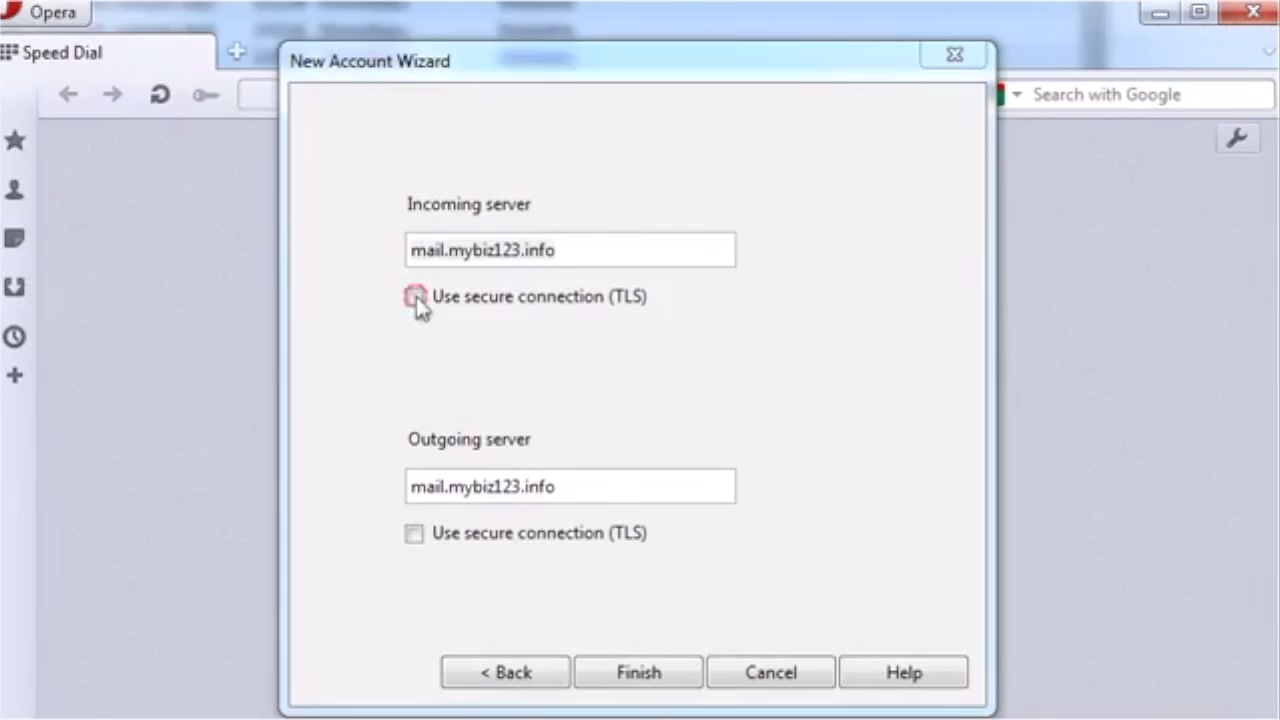 Opera
Speed Dial
New Account Wizard
Search with Google
Incoming server
mail.mybiz123.info
Use secure connection (TLS)
Outgoing server
mail.mybiz123.info
Use secure connection (TLS)
< Back
Finish
Cancel
Help